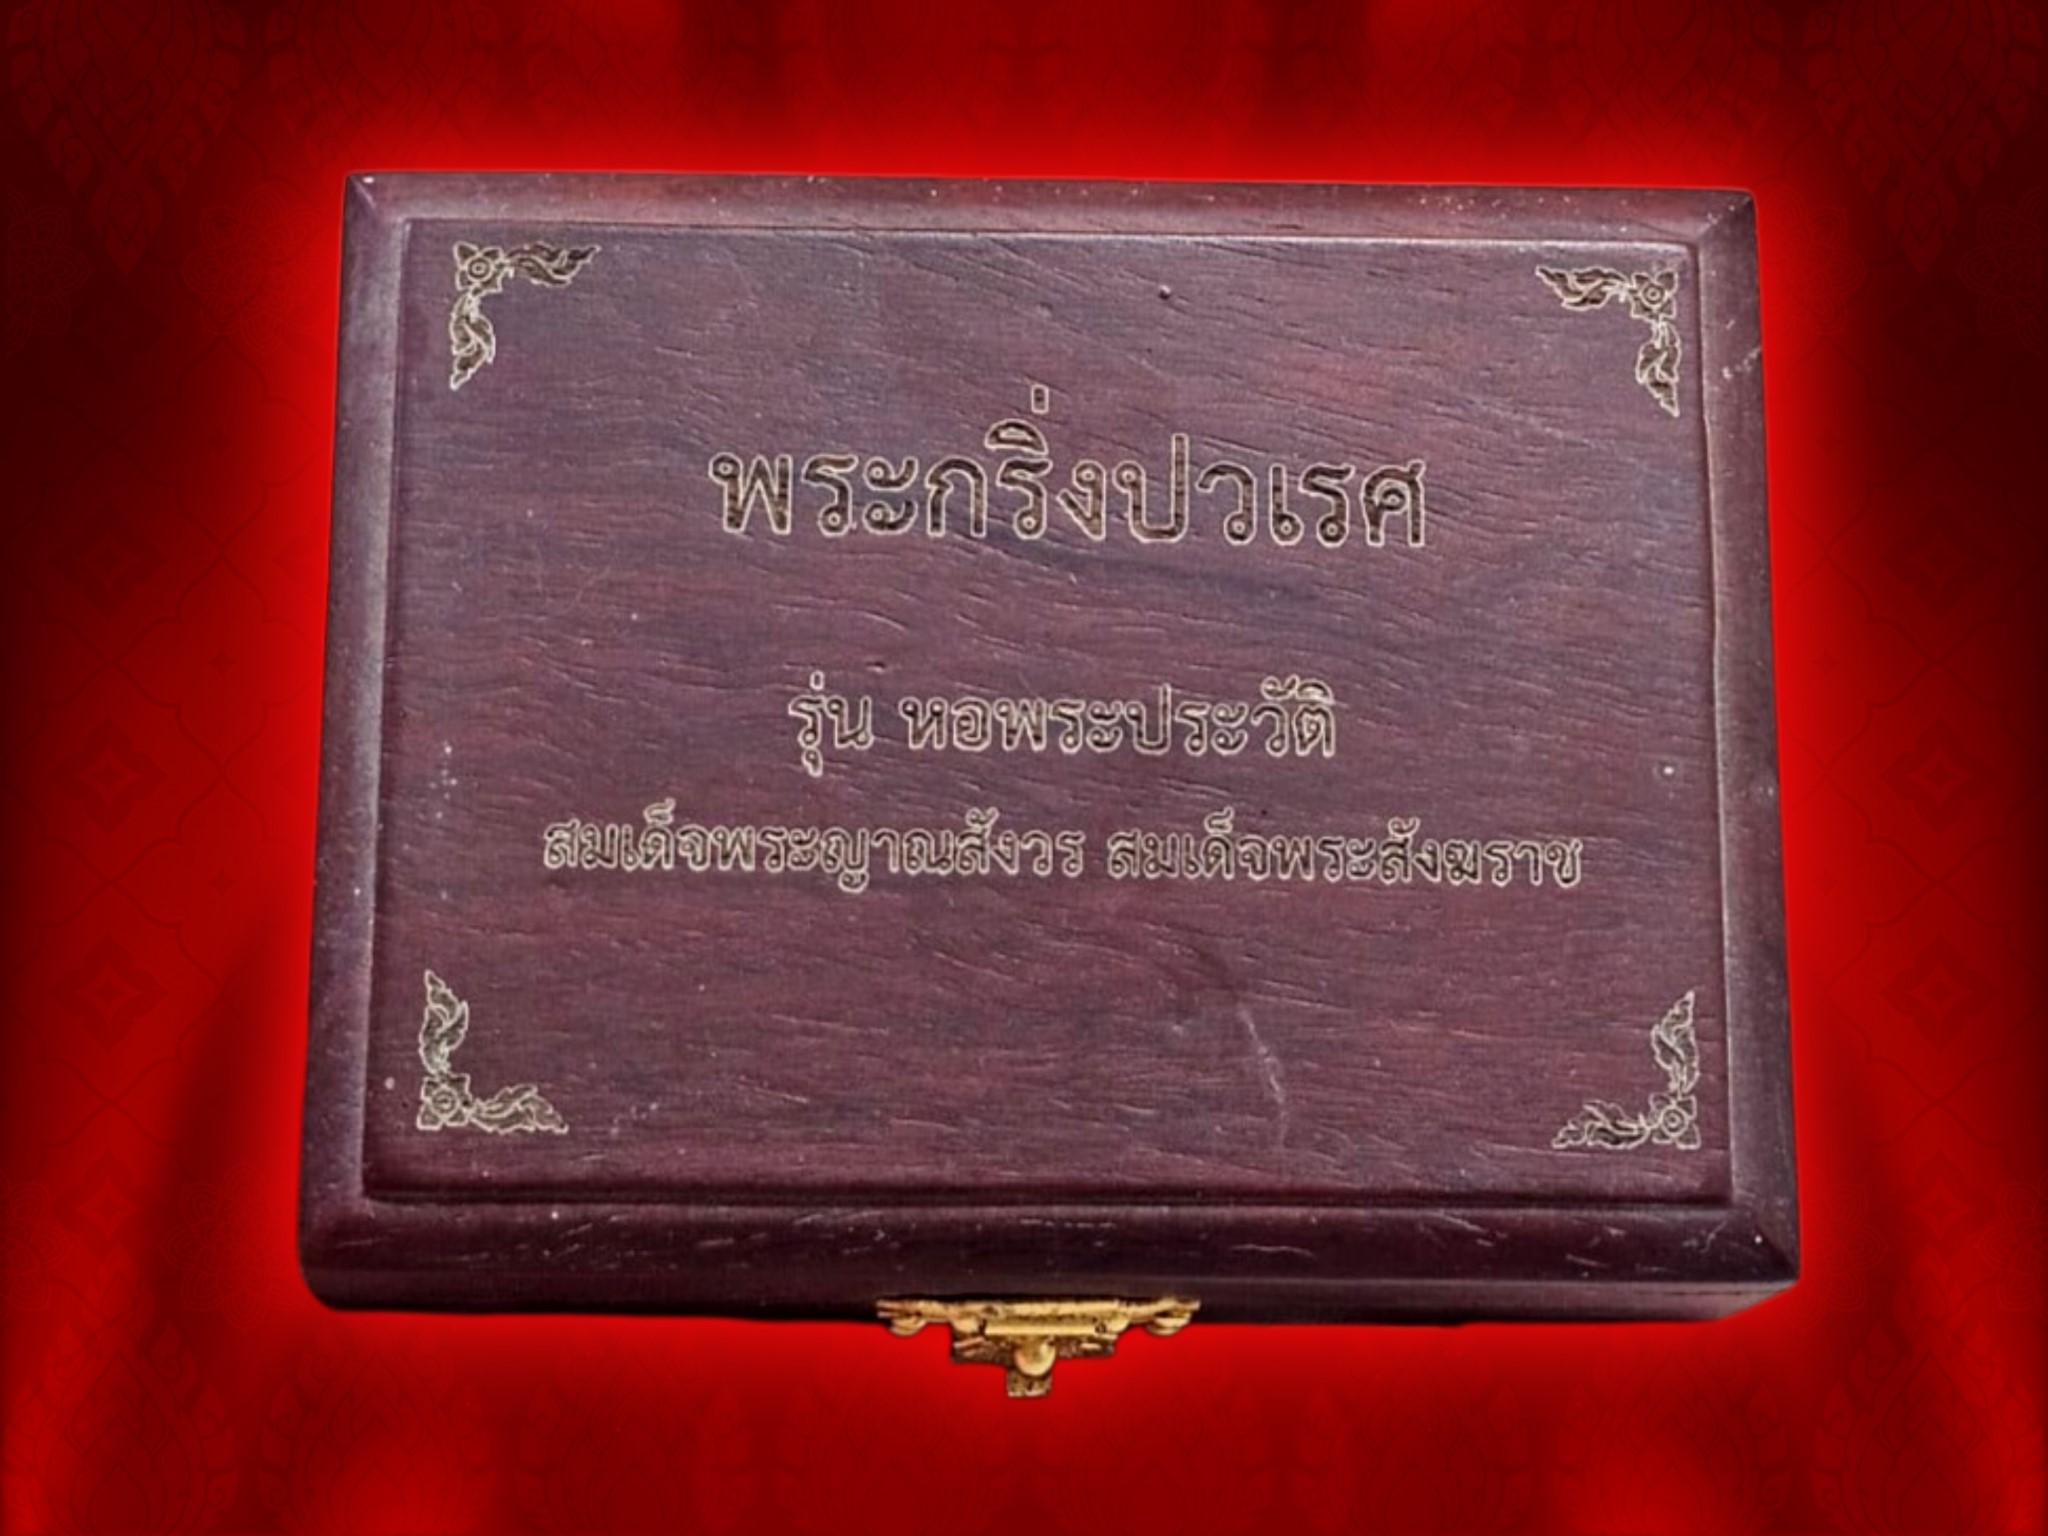 พระกริ่งปวเรศ
รุ่น หอพระประวัติ
สมเด็จพระญาณสังวร สมเด็จพระสังฆราช